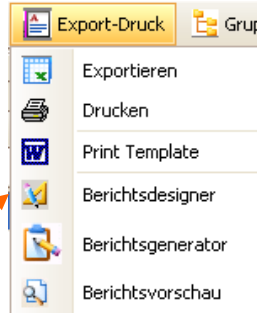 Export-Druck Grup
Exportieren
Drucken
Print Template
Berichtsdesigner
Berichtsgenerator
Berichtsvorschau